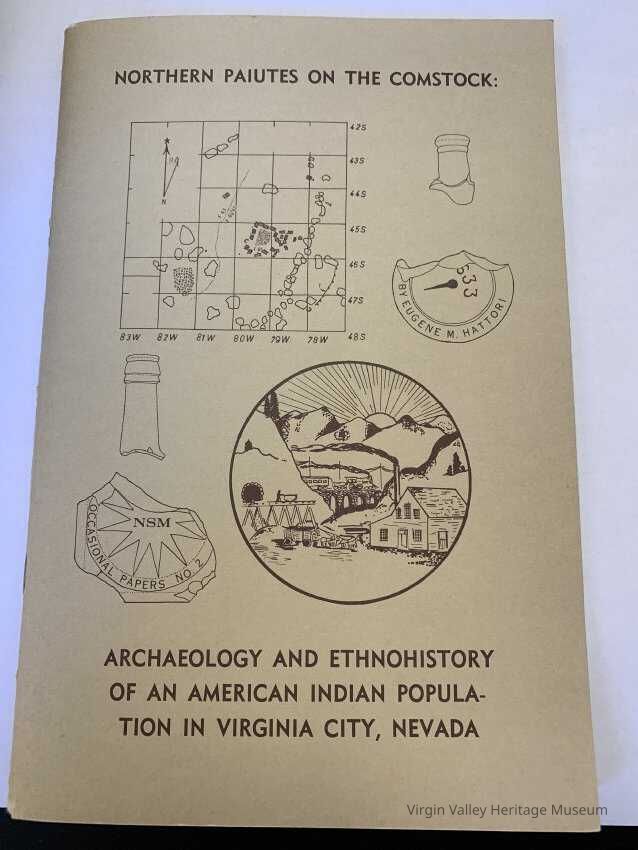 NORTHERN PAIUTES ON THE COMSTOCK:
42S
43S
44S
45S
46S
47S
48S
N
83W 82W 81W 80W 79W 78W
633
BY EUGENE M. HATTORI
NSM
OCCASIONAL PAPERS NO. 2
ARCHAEOLOGY AND ETHNOHISTORY
OF AN AMERICAN INDIAN POPULA-
TION IN VIRGINIA CITY, NEVADA
Virgin Valley Heritage Museum